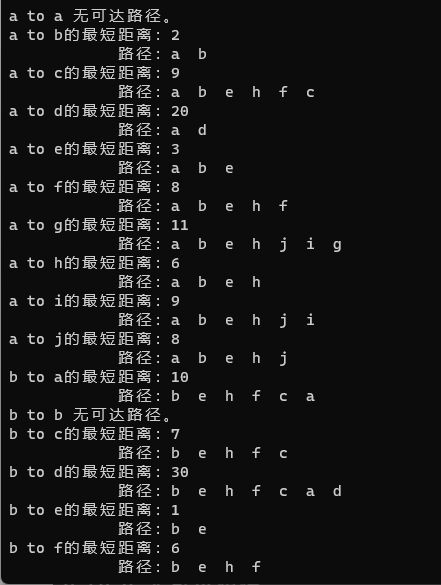 a to a 无可达路径。
a to b的最短距离: 2
路径: a b
a to c的最短距离: 9
路径: a b e h f c
a to d的最短距离: 20
路径: a d
a to e的最短距离: 3
路径: a b e
a to f的最短距离: 8
路径: a b e h f
a to g的最短距离: 11
路径: a b e h j i g
a to h的最短距离: 6
路径: a b e h
a to i的最短距离: 9
路径: a b e h j i
a to j的最短距离: 8
路径: a b e h j
b to a的最短距离: 10
路径: b e h f c a
b to b 无可达路径。
b to c的最短距离: 7
路径: b e h f c
b to d的最短距离: 30
路径: b e h f c a d
b to e的最短距离: 1
路径: b e
b to f的最短距离: 6
路径: b e h f